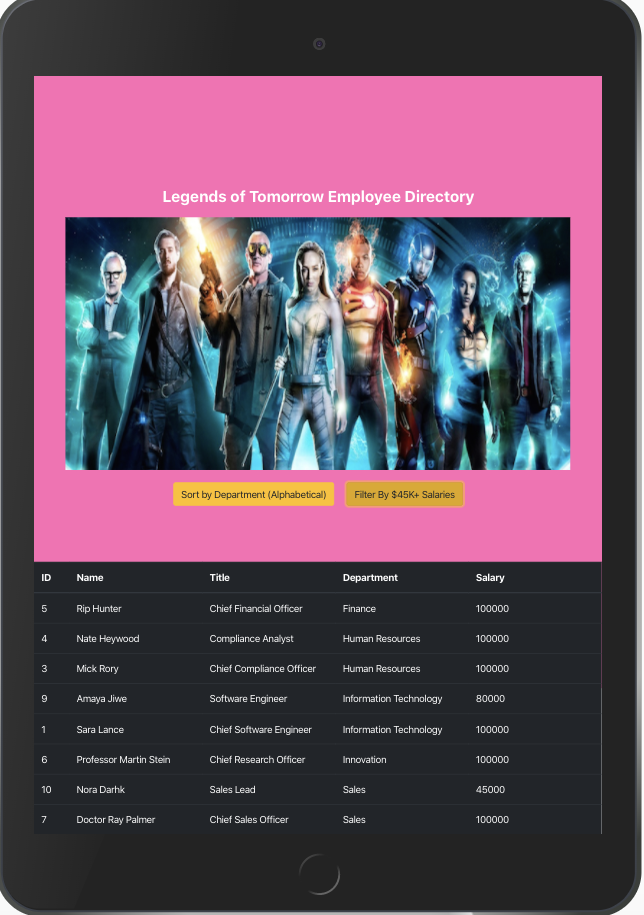 Legends of Tomorrow Employee Directory
Sort by Department (Alphabetical) Filter By $45K+ Salaries
ID Name Title Department Salary
5 Rip Hunter Chief Financial Officer Finance 100000
4 Nate Heywood Compliance Analyst Human Resources 100000
3 Mick Rory Chief Compliance Officer Human Resources 100000
9 Amaya Jiwe Software Engineer Information Technology 80000
1 Sara Lance Chief Software Engineer Information Technology 100000
6 Professor Martin Stein Chief Research Officer Innovation 100000
10 Nora Darhk Sales Lead Sales 45000
7 Doctor Ray Palmer Chief Sales Officer Sales 100000